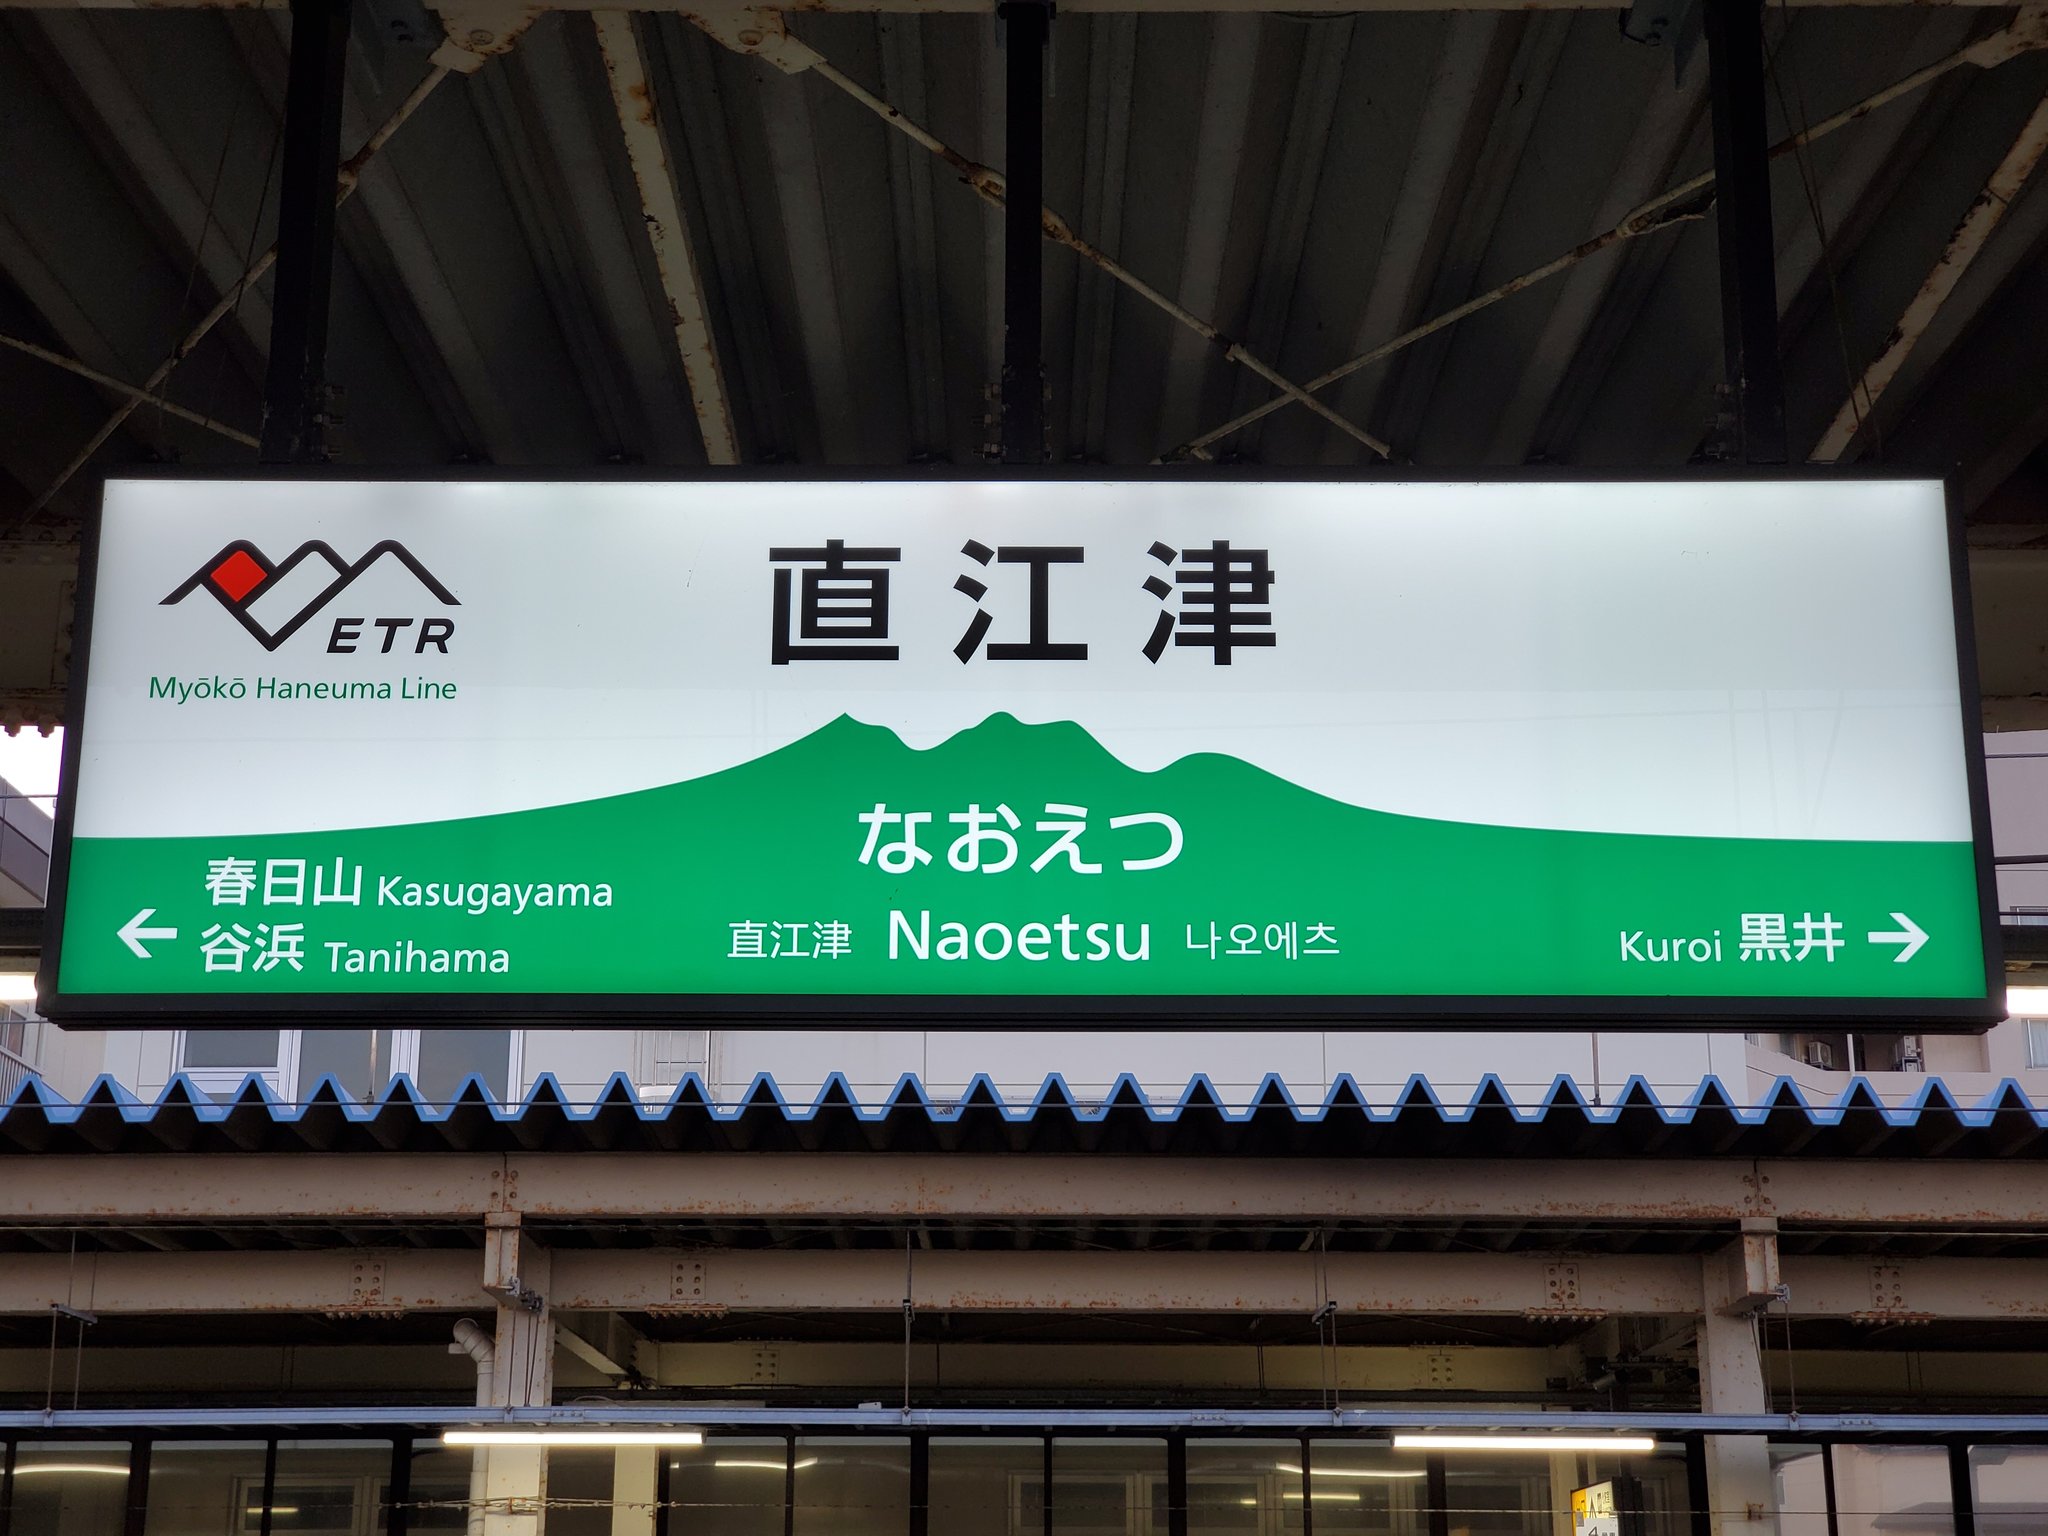 ETR
Myōkō Haneuma Line
直江津
なおえつ
直江津 Naoetsu 나오에츠
春日山 Kasugayama
谷浜 Tanihama
Kuroi 黒井